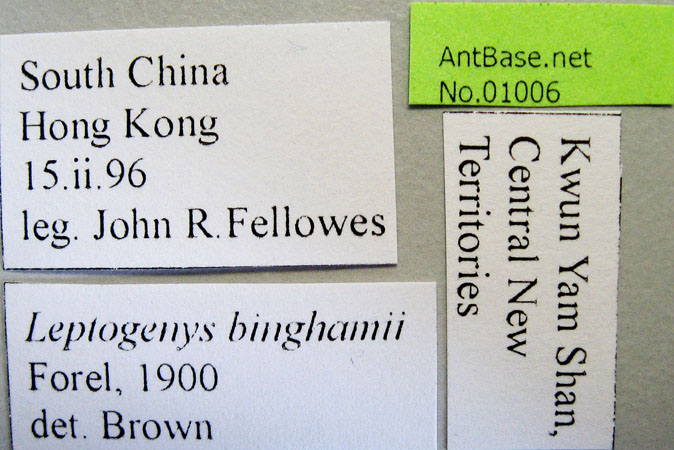 South China
Hong Kong
15.ii.96
leg. John R.Fellowes
AntBase.net
No.01006
Kwun Yam Shan,
Central New
Territories
Leptogenys binghamii
Forel, 1900
det. Brown